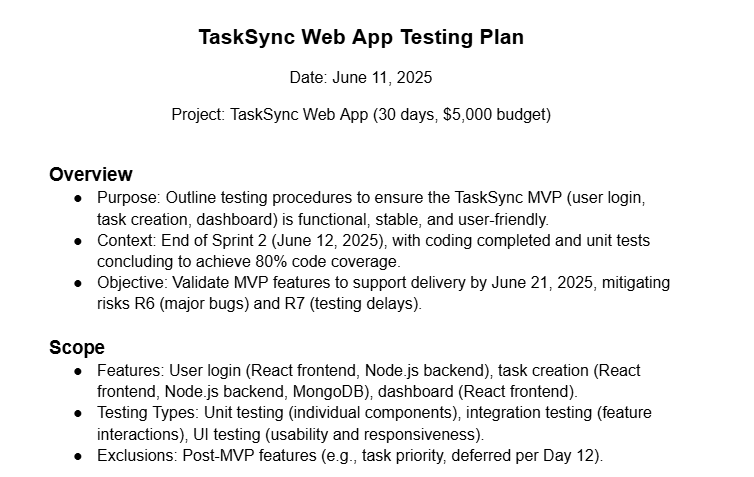 TaskSync Web App Testing Plan
Date: June 11, 2025
Project: TaskSync Web App (30 days, $5,000 budget)
Overview
● Purpose: Outline testing procedures to ensure the TaskSync MVP (user login,
task creation, dashboard) is functional, stable, and user-friendly.
● Context: End of Sprint 2 (June 12, 2025), with coding completed and unit tests
concluding to achieve 80% code coverage.
● Objective: Validate MVP features to support delivery by June 21, 2025, mitigating
risks R6 (major bugs) and R7 (testing delays).
Scope
● Features: User login (React frontend, Node.js backend), task creation (React
frontend, Node.js backend, MongoDB), dashboard (React frontend).
● Testing Types: Unit testing (individual components), integration testing (feature
interactions), UI testing (usability and responsiveness).
● Exclusions: Post-MVP features (e.g., task priority, deferred per Day 12).